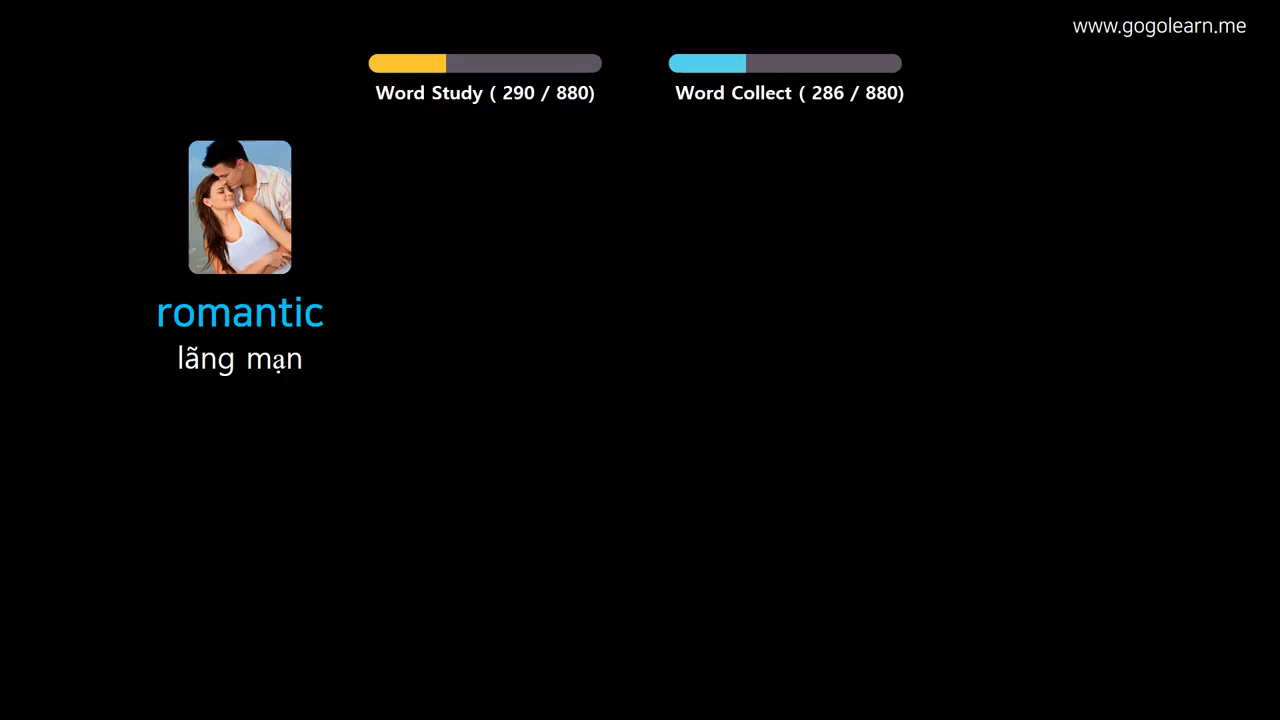 www.gogolearn.me
Word Study ( 290 / 880)
Word Collect ( 286 / 880)
romantic
lãng mạn